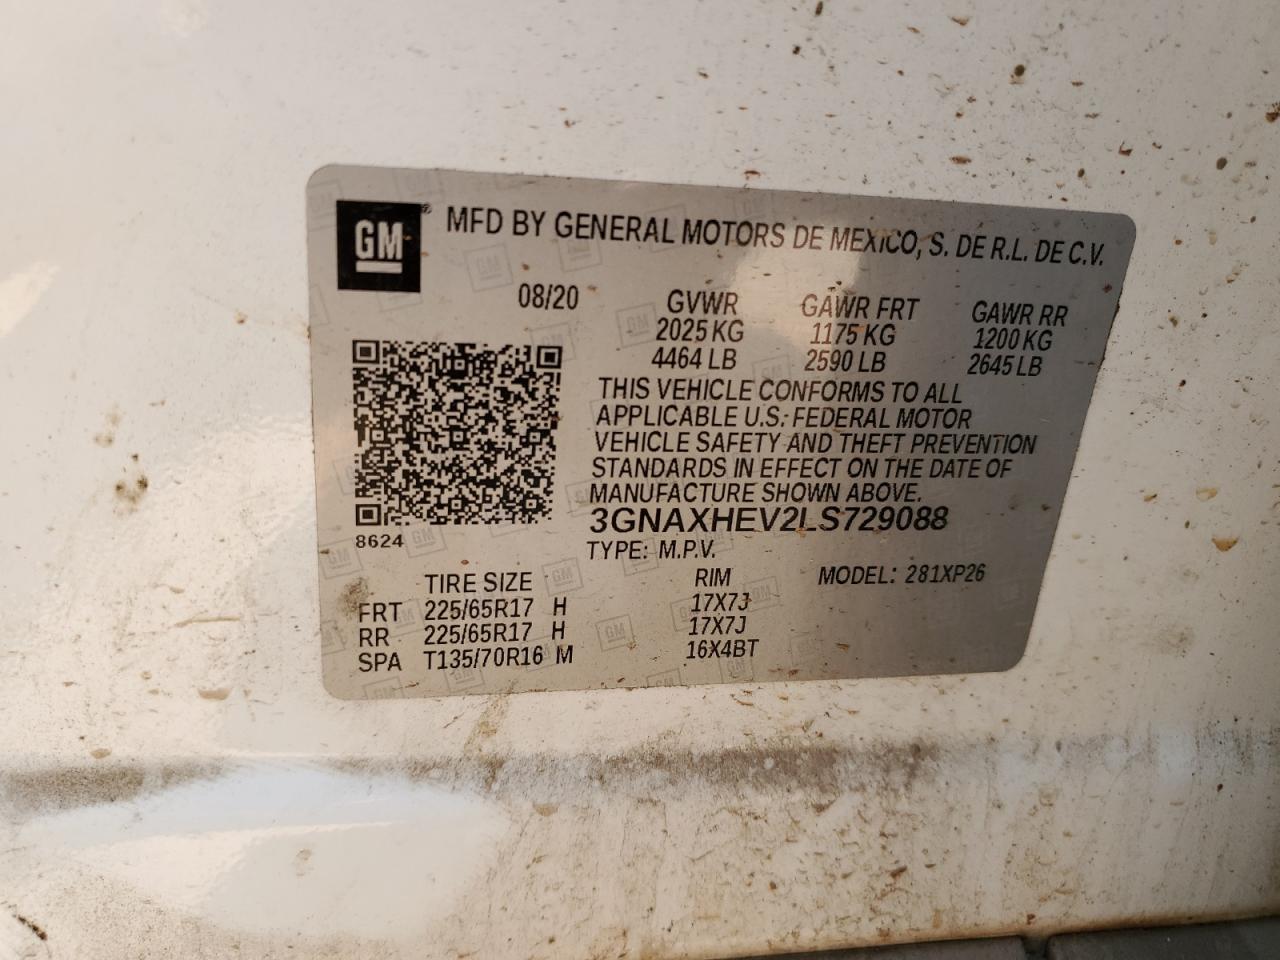 GM® MFD BY GENERAL MOTORS DE MEXICO, S. DE R.L. DE C.V.
08/20 GVWR GAWR FRT GAWR RR
2025 KG 1175 KG 1200 KG
4464 LB 2590 LB 2645 LB
THIS VEHICLE CONFORMS TO ALL
APPLICABLE U.S. FEDERAL MOTOR
VEHICLE SAFETY AND THEFT PREVENTION
STANDARDS IN EFFECT ON THE DATE OF
MANUFACTURE SHOWN ABOVE.
3GNAXHEV2LS729088
8624
TYPE: M.P.V.
TIRE SIZE RIM MODEL: 281XP26
FRT 225/65R17 H 17X7J
RR 225/65R17 H 17X7J
SPA T135/70R16 M 16X4BT